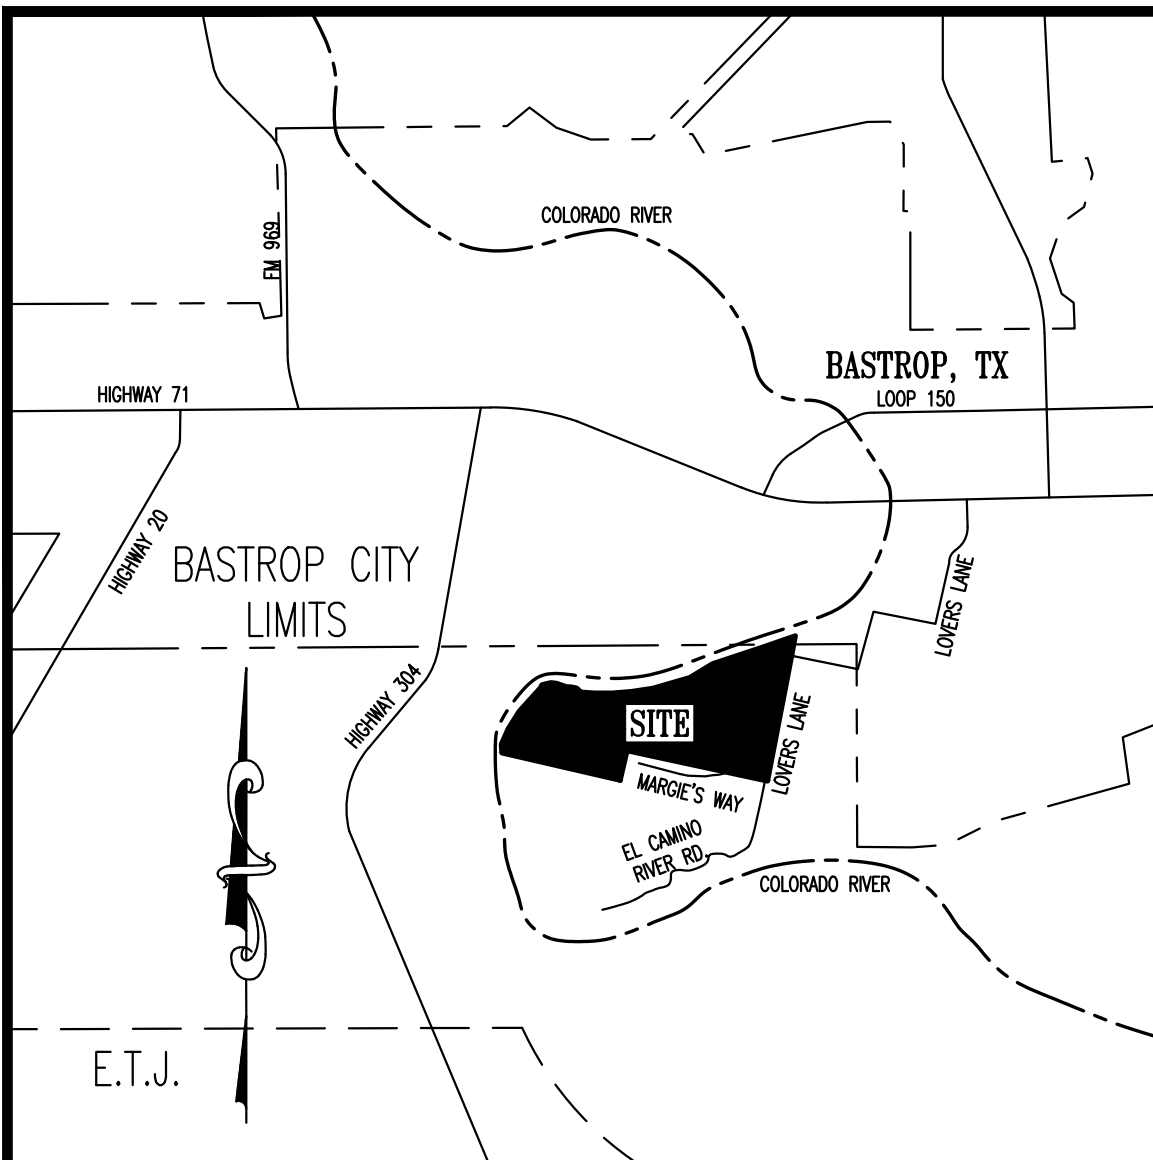 COLORADO RIVER
FM 969
BASTROP, TX
HIGHWAY 71
LOOP 150
HIGHWAY 20
BASTROP CITY
LIMITS
LOVERS LANE
HIGHWAY 304
SITE
LOVERS LANE
MARGIE'S WAY
EL CAMINO
RIVER RD.
COLORADO RIVER
E.T.J.